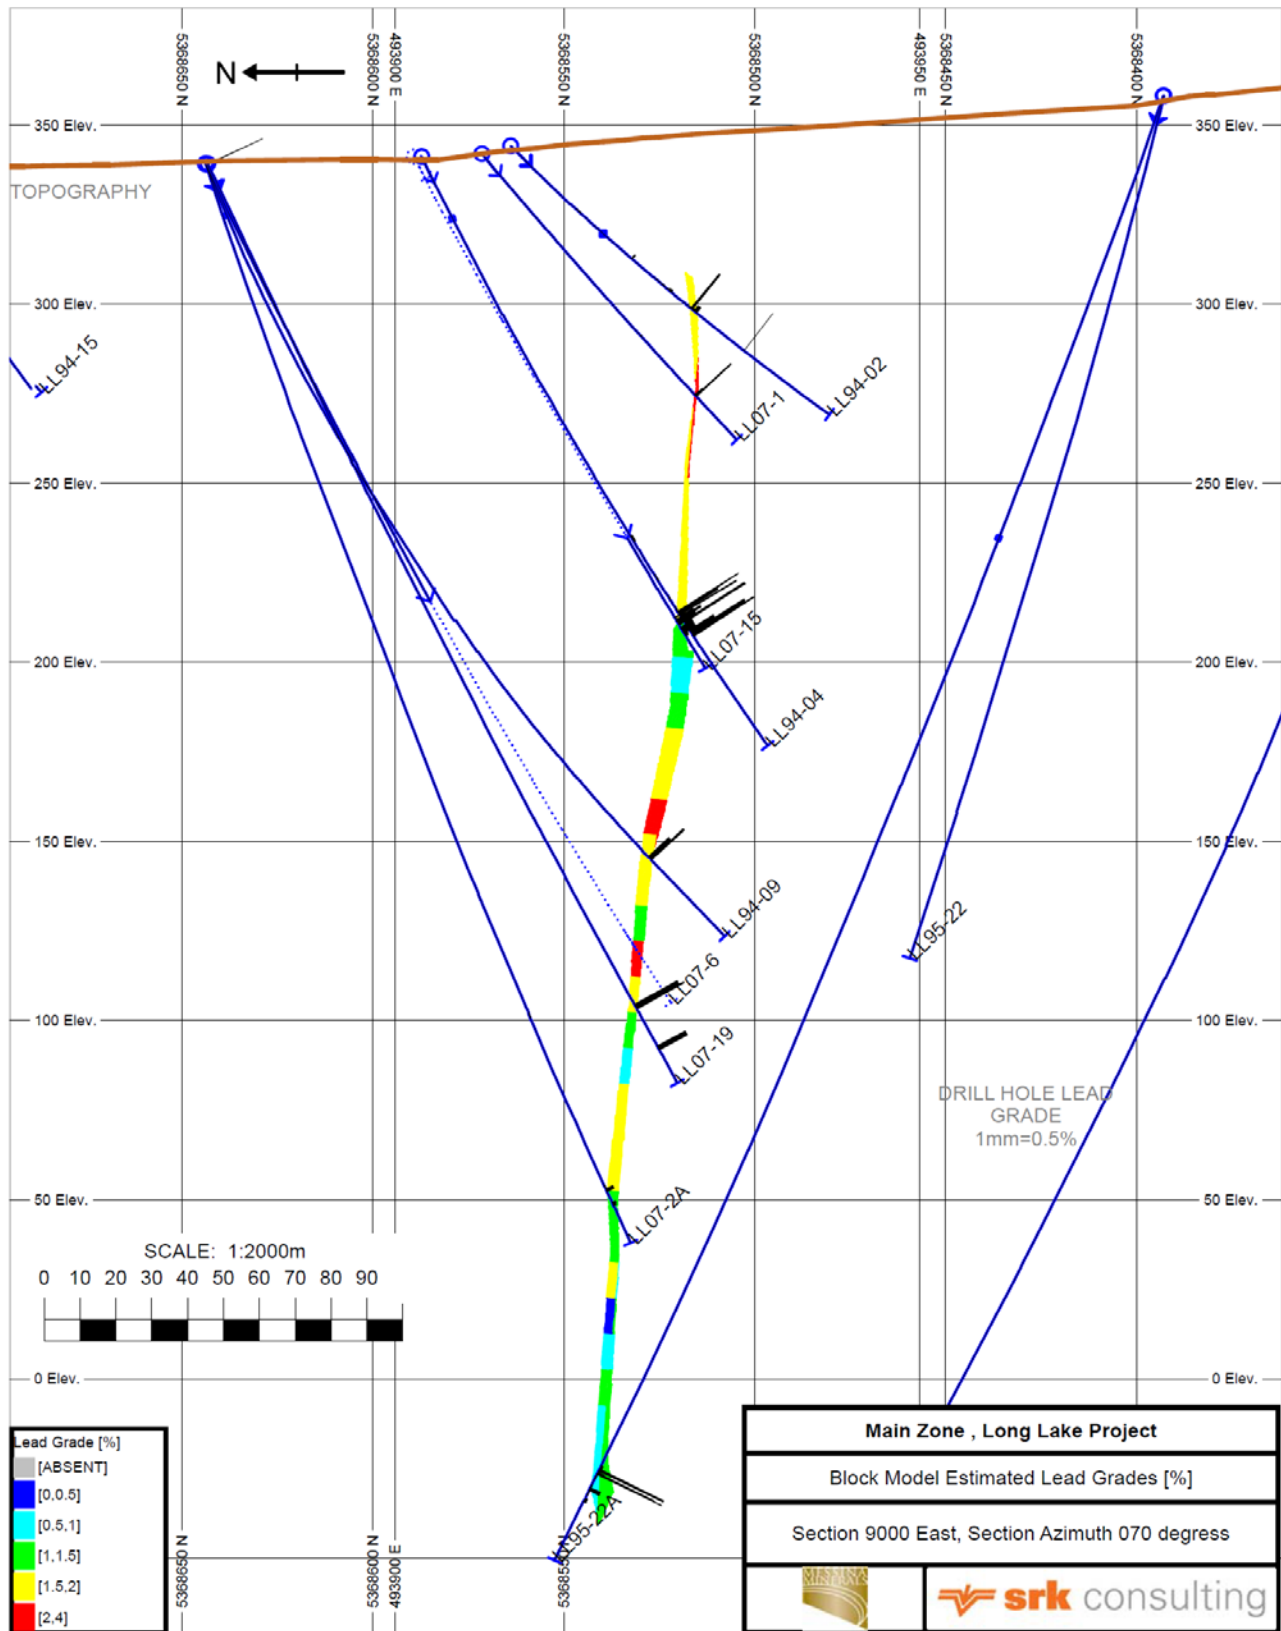 5368650 N
5368600 N
493900 E
5368550 N
5368500 N
493950 E
5368450 N
5368400 N
N
350 Elev.
350 Elev.
TOPOGRAPHY
300 Elev.
300 Elev.
LL94-15
LL94-02
LL07-1
250 Elev.
250 Elev.
LL07-15
200 Elev.
200 Elev.
LL94-04
150 Elev.
150 Elev.
LL94-09
LL95-22
LL07-6
100 Elev.
100 Elev.
LL07-19
DRILL HOLE LEAD
GRADE
1mm=0.5%
50 Elev.
50 Elev.
LL07-2A
SCALE: 1:2000m
0 10 20 30 40 50 60 70 80 90
0 Elev.
0 Elev.
LL95-22A
5368650 N
5368600 N
493900 E
Lead Grade [%]
[ABSENT]
[0,0.5]
[0.5,1]
[1,1.5]
[1.5,2]
[2,4]
Main Zone , Long Lake Project
Block Model Estimated Lead Grades [%]
Section 9000 East, Section Azimuth 070 degress
MESSINA
MINERALS
srk consulting